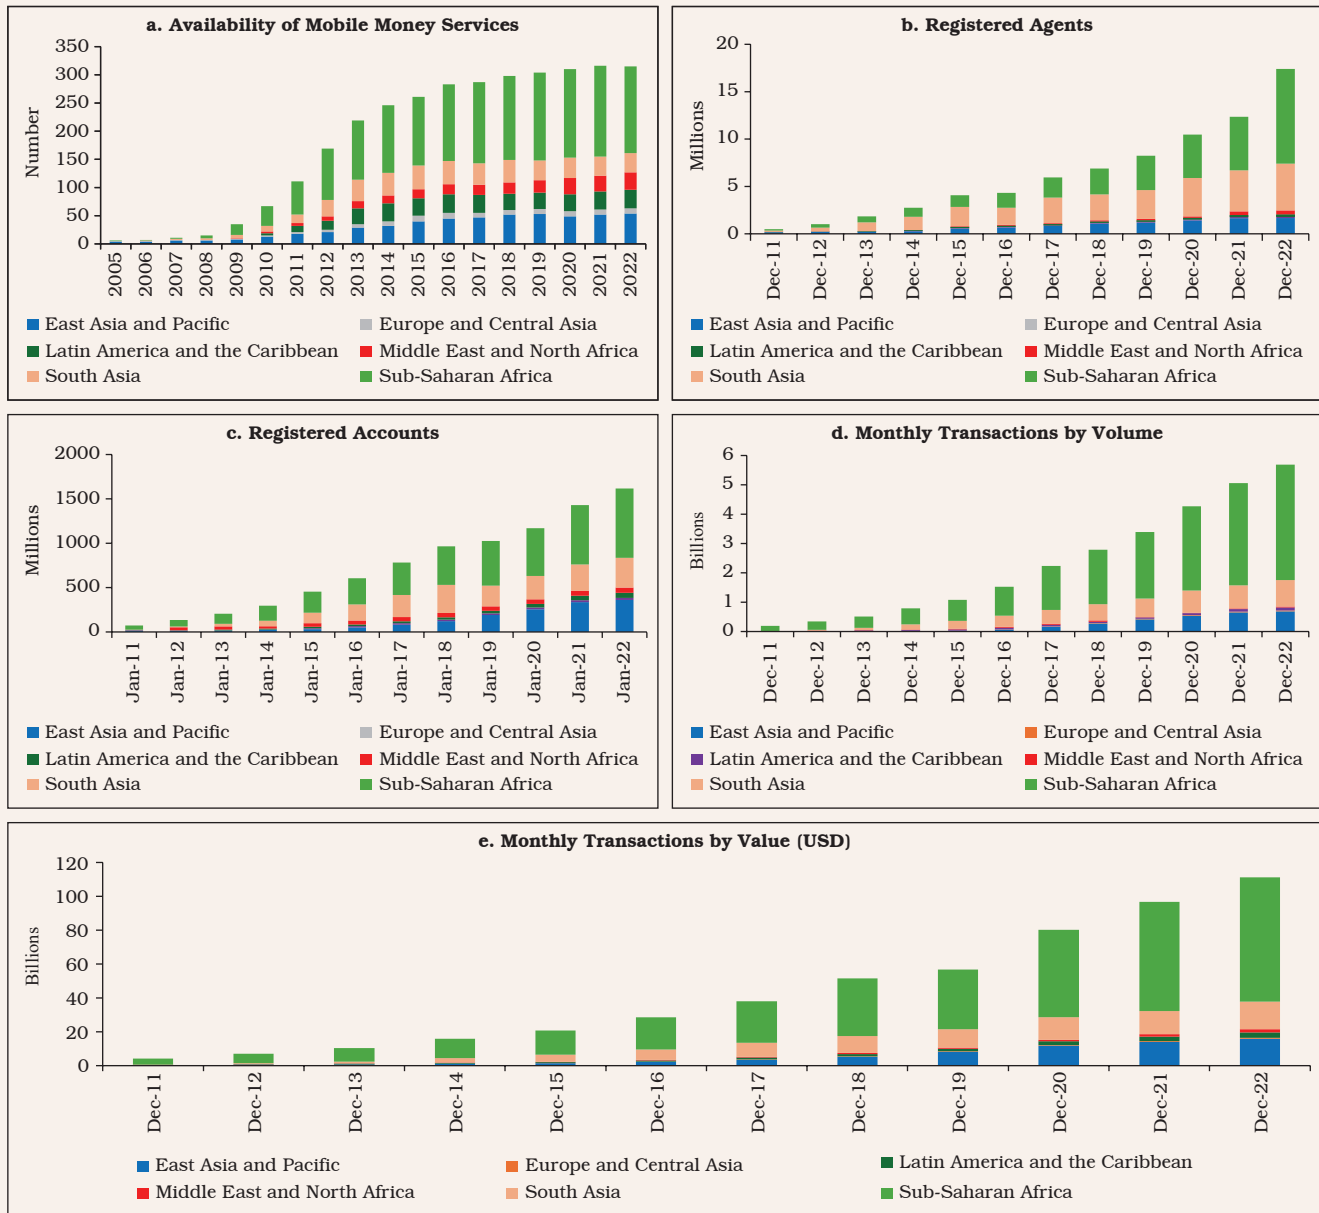 a. Availability of Mobile Money Services
350
300
250
200
150
100
50
0
Number
2005
2006
2007
2008
2009
2010
2011
2012
2013
2014
2015
2016
2017
2018
2019
2020
2021
2022
East Asia and Pacific
Europe and Central Asia
Latin America and the Caribbean
Middle East and North Africa
South Asia
Sub-Saharan Africa
b. Registered Agents
20
15
10
5
0
Millions
Dec-11
Dec-12
Dec-13
Dec-14
Dec-15
Dec-16
Dec-17
Dec-18
Dec-19
Dec-20
Dec-21
Dec-22
East Asia and Pacific
Europe and Central Asia
Latin America and the Caribbean
Middle East and North Africa
South Asia
Sub-Saharan Africa
c. Registered Accounts
2000
1500
1000
500
0
Millions
Jan-11
Jan-12
Jan-13
Jan-14
Jan-15
Jan-16
Jan-17
Jan-18
Jan-19
Jan-20
Jan-21
Jan-22
East Asia and Pacific
Europe and Central Asia
Latin America and the Caribbean
Middle East and North Africa
South Asia
Sub-Saharan Africa
d. Monthly Transactions by Volume
6
5
4
3
2
1
0
Billions
Dec-11
Dec-12
Dec-13
Dec-14
Dec-15
Dec-16
Dec-17
Dec-18
Dec-19
Dec-20
Dec-21
Dec-22
East Asia and Pacific
Europe and Central Asia
Latin America and the Caribbean
Middle East and North Africa
South Asia
Sub-Saharan Africa
e. Monthly Transactions by Value (USD)
120
100
80
60
40
20
0
Billions
Dec-11
Dec-12
Dec-13
Dec-14
Dec-15
Dec-16
Dec-17
Dec-18
Dec-19
Dec-20
Dec-21
Dec-22
East Asia and Pacific
Europe and Central Asia
Latin America and the Caribbean
Middle East and North Africa
South Asia
Sub-Saharan Africa